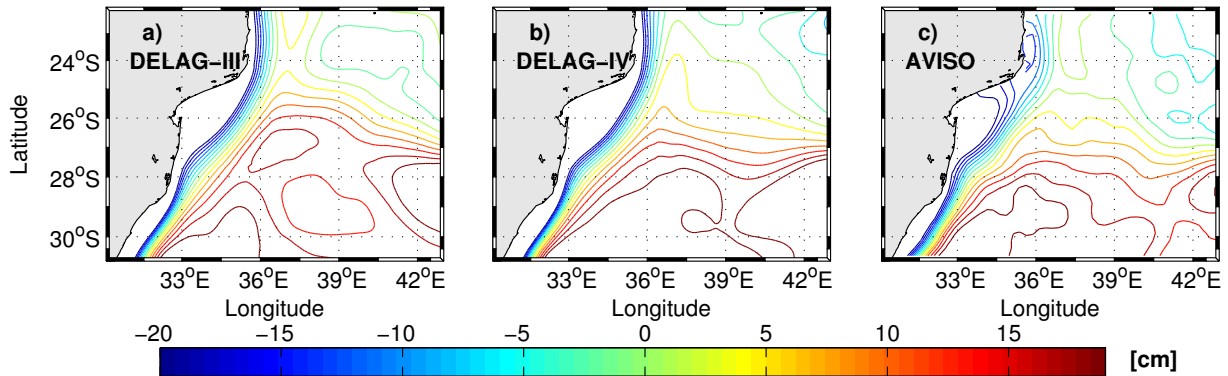 a)
DELAG−III
b)
DELAG−IV
c)
AVISO
Latitude
24°S
26°S
28°S
30°S
33°E 36°E 39°E 42°E
33°E 36°E 39°E 42°E
33°E 36°E 39°E 42°E
Longitude Longitude Longitude
−20 −15 −10 −5 0 5 10 15
[cm]